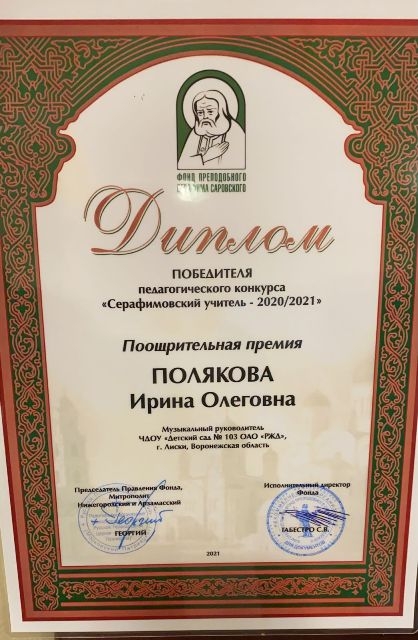 ФОНД ПРЕПОДОБНОГО
СЕРАФИМА САРОВСКОГО
Диплом
ПОБЕДИТЕЛЯ
педагогического конкурса
«Серафимовский учитель - 2020/2021»
Поощрительная премия
ПОЛЯКОВА
Ирина Олеговна
Музыкальный руководитель
ЧДОУ «Детский сад № 103 ОАО «РЖД»,
г. Лиски, Воронежская область
Председатель Правления Фонда,
Митрополит
Нижегородский и Арзамасский
ГЕОРГИЙ
Исполнительный директор
Фонда
ТАБЕСТРО С.В.
ДЛЯ ДОКУМЕНТОВ
2021